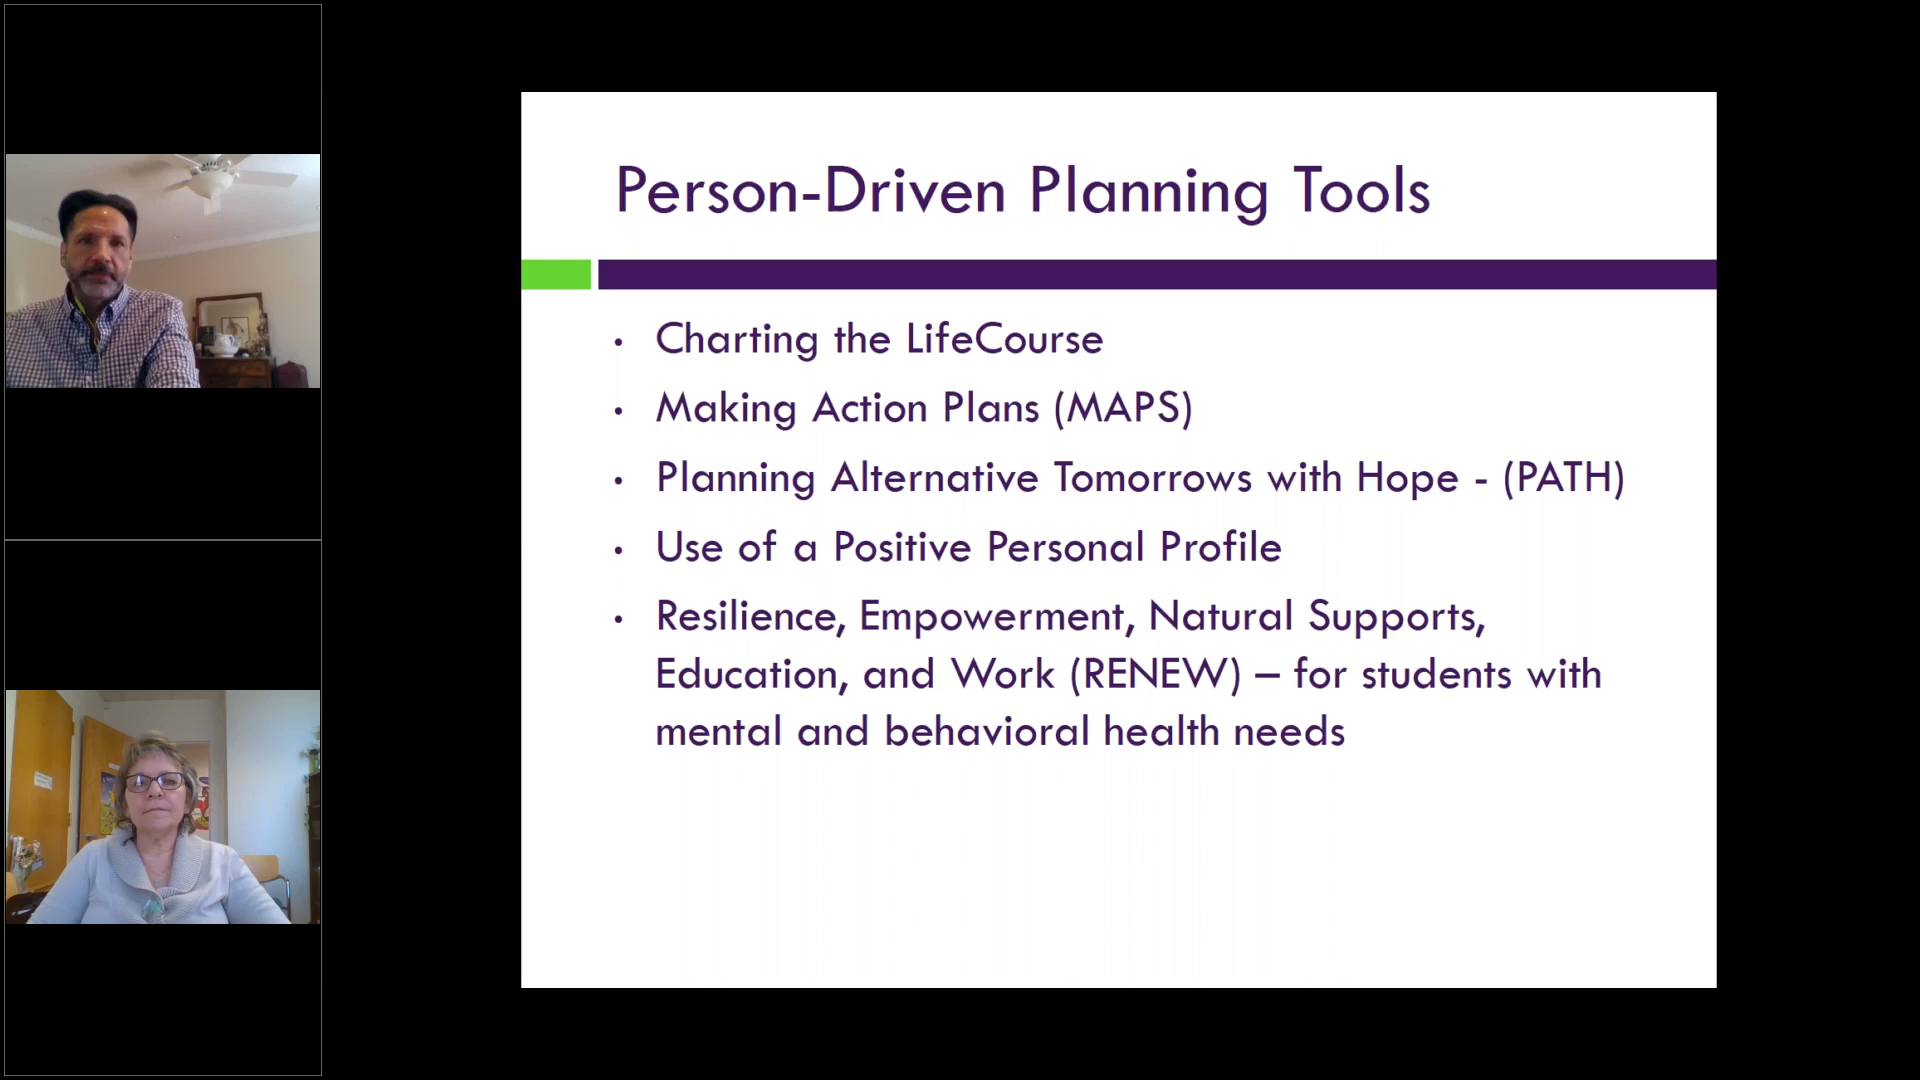 Person-Driven Planning Tools
• Charting the LifeCourse
• Making Action Plans (MAPS)
• Planning Alternative Tomorrows with Hope - (PATH)
• Use of a Positive Personal Profile
• Resilience, Empowerment, Natural Supports,
Education, and Work (RENEW) – for students with
mental and behavioral health needs